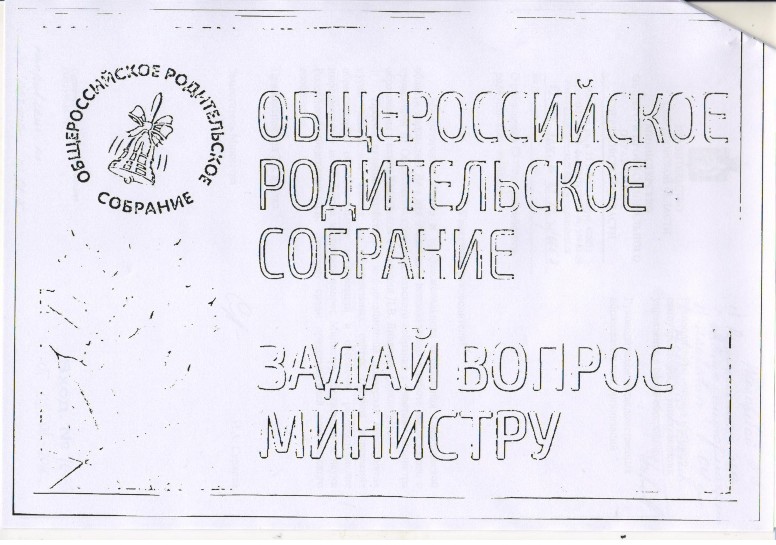 ОБЩЕРОССИЙСКОЕ РОДИТЕЛЬСКОЕ
СОБРАНИЕ
ОБЩЕРОССИЙСКОЕ
РОДИТЕЛЬСКОЕ
СОБРАНИЕ
ЗАДАЙ ВОПРОС
МИНИСТРУ